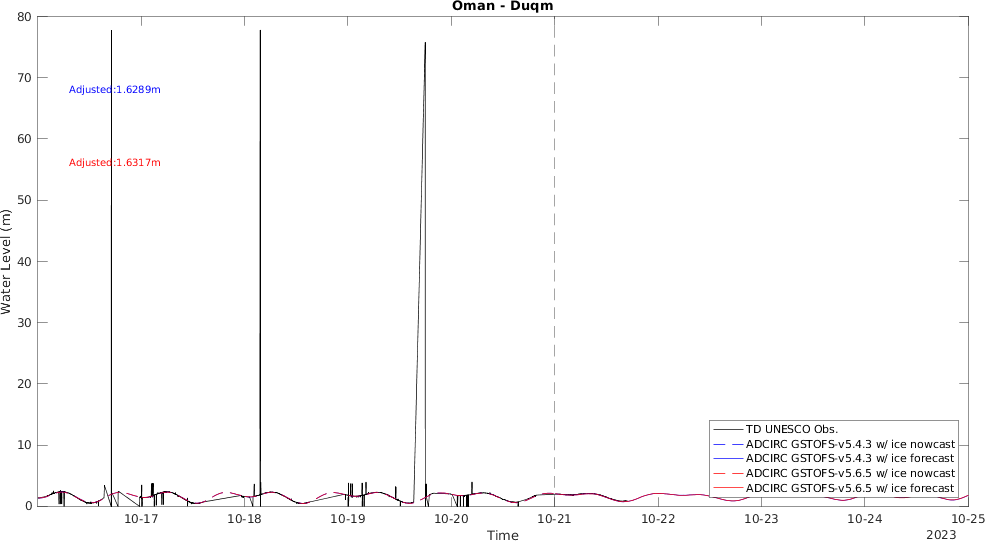 Oman - Duqm
80
70
60
50
40
30
20
10
0
Water Level (m)
Adjusted:1.6289m
Adjusted:1.6317m
TD UNESCO Obs.
ADCIRC GSTOFS-v5.4.3 w/ ice nowcast
ADCIRC GSTOFS-v5.4.3 w/ ice forecast
ADCIRC GSTOFS-v5.6.5 w/ ice nowcast
ADCIRC GSTOFS-v5.6.5 w/ ice forecast
10-17 10-18 10-19 10-20 10-21 10-22 10-23 10-24 10-25
2023
Time